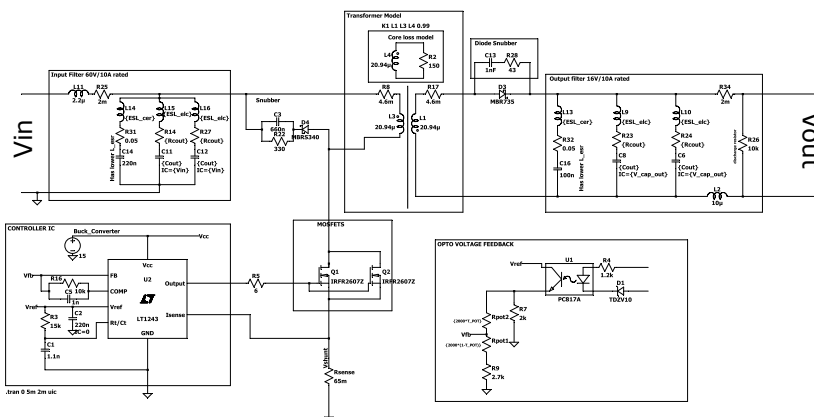 Transformer Model
K1 L1 L3 L4 0.99
Core loss model
L4
20.94µ
R2
150
Diode Snubber
C13
1nF
R28
43
Input Filter 60V/10A rated
L11
2.2µ
R25
2m
L14
{ESL_cer}
L15
{ESL_elc}
L16
{ESL_elc}
R31
0.05
R14
{Rcout}
R27
{Rcout}
C14
220n
C11
{Cout}
IC={Vin}
C12
{Cout}
IC={Vin}
Has lower L_esr
Vin
Snubber
C3
660n
R22
330
D4
MBRS340
R8
4.6m
R17
4.6m
L3
20.94µ
L1
20.94µ
D3
MBR735
Output filter 16V/10A rated
L13
{ESL_cer}
L9
{ESL_elc}
L10
{ESL_elc}
R34
2m
R32
0.05
R23
{Rcout}
R24
{Rcout}
C16
100n
C8
{Cout}
IC={V_cap_out}
C6
{Cout}
IC={V_cap_out}
Has lower L_esr
discharge resistor
R26
10k
L2
10µ
Vout
CONTROLLER IC
Buck_Converter
15
Vcc
Vfb
R16
10k
C5
1n
Vref
R3
15k
C2
220n
IC=0
C1
1.1n
Vcc
FB
COMP
Vref
Rt/Ct
GND
U2
LT1243
Output
Isense
R5
6
MOSFETS
Q1
IRFR2607Z
Q2
IRFR2607Z
Vshunt
Rsense
65m
OPTO VOLTAGE FEEDBACK
Vref
U1
PC817A
R4
1.2k
D1
TDZV10
R7
2k
{2000*T_POT}
Rpot2
Vfb
{2000*(1-T_POT)}
Rpot1
R9
2.7k
.tran 0 5m 2m uic